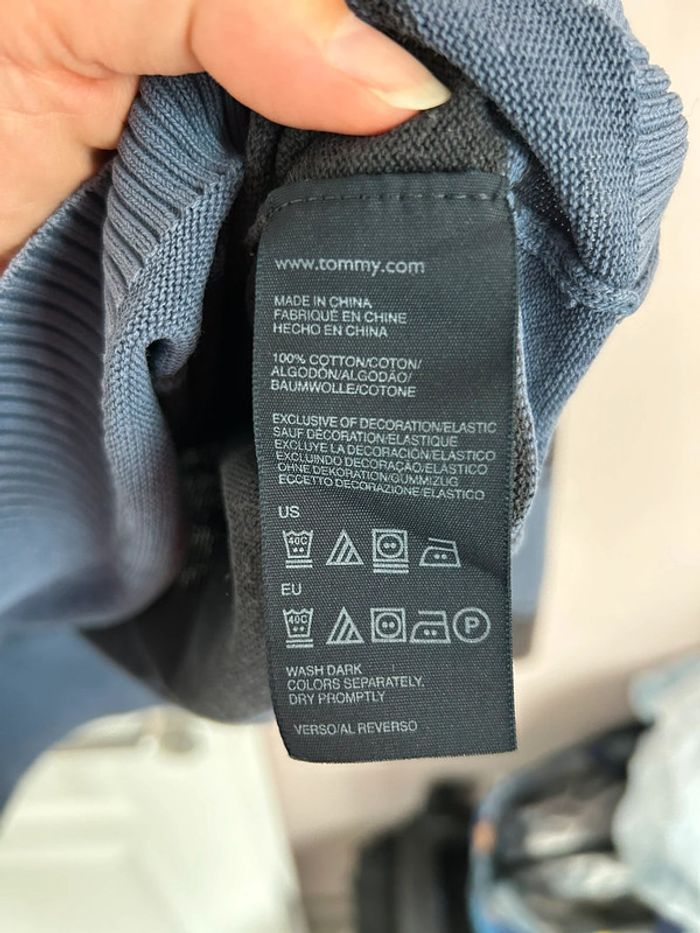 www.tommy.com
MADE IN CHINA
FABRIQUÉ EN CHINE
HECHO EN CHINA
100% COTTON/COTON/
ALGODÓN/ALGODÃO/
BAUMWOLLE/COTONE
EXCLUSIVE OF DECORATION/ELASTIC
SAUF DÉCORATION/ELASTIQUE
EXCLUYE LA DECORACIÓN/ELASTICO
EXCLUINDO DECORAÇÃO/ELÁSTICO
OHNE DEKORATION/GUMMIZUG
ECCETTO DECORAZIONE/ELASTICO
US
40C
EU
40C P
WASH DARK
COLORS SEPARATELY.
DRY PROMPTLY
VERSO/AL REVERSO